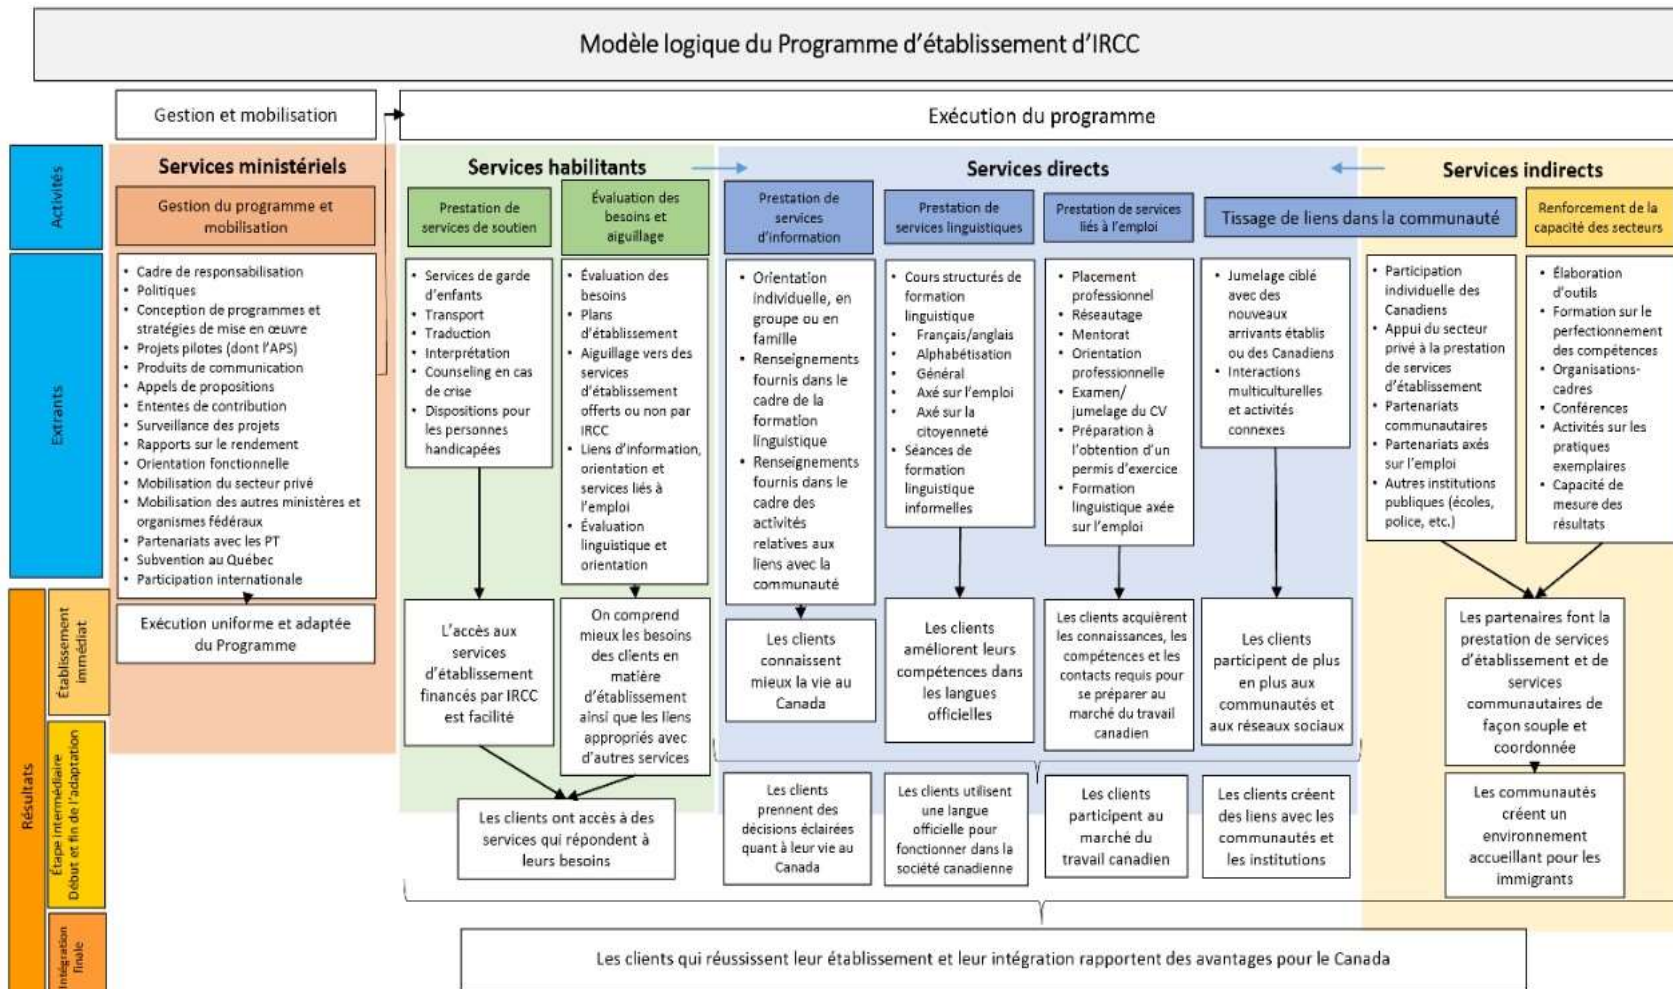 Modèle logique du Programme d'établissement d'IRCC
Gestion et mobilisation
Exécution du programme
Activités
Extrants
Résultats
Établissement
immédiat
Étape intermédiaire
Début et fin de l'adaptation
Intégration
finale
Services ministériels
Gestion du programme et
mobilisation
• Cadre de responsabilisation
• Politiques
• Conception de programmes et
stratégies de mise en œuvre
• Projets pilotes (dont l'APS)
• Produits de communication
• Appels de propositions
• Ententes de contribution
• Surveillance des projets
• Rapports sur le rendement
• Orientation fonctionnelle
• Mobilisation du secteur privé
• Mobilisation des autres ministères et
organismes fédéraux
• Partenariats avec les PT
• Subvention au Québec
• Participation internationale
Exécution uniforme et adaptée
du Programme
Services habilitants
Prestation de
services de soutien
• Services de garde
d'enfants
• Transport
• Traduction
• Interprétation
• Counseling en cas
de crise
• Dispositions pour
les personnes
handicapées
L'accès aux
services
d'établissement
financés par IRCC
est facilité
Évaluation des
besoins et
aiguillage
• Évaluation des
besoins
• Plans
d'établissement
• Aiguillage vers des
services
d'établissement
offerts ou non par
IRCC
• Liens d'information,
orientation et
services liés à
l'emploi
• Évaluation
linguistique et
orientation
On comprend
mieux les besoins
des clients en
matière
d'établissement
ainsi que les liens
appropriés avec
d'autres services
Les clients ont accès à des
services qui répondent à
leurs besoins
Services directs
Prestation de
services
d'information
• Orientation
individuelle, en
groupe ou en
famille
• Renseignements
fournis dans le
cadre de la
formation
linguistique
• Renseignements
fournis dans le
cadre des
activités
relatives aux
liens avec la
communauté
Les clients
connaissent
mieux la vie au
Canada
Les clients
prennent des
décisions éclairées
quant à leur vie au
Canada
Prestation de
services linguistiques
• Cours structurés de
formation
linguistique
• Français/anglais
• Alphabétisation
• Général
• Axé sur l'emploi
• Axé sur la
citoyenneté
• Séances de
formation
linguistique
informelles
Les clients
améliorent leurs
compétences dans
les langues
officielles
Les clients utilisent
une langue
officielle pour
fonctionner dans la
société canadienne
Prestation de services
liés à l'emploi
• Placement
professionnel
• Réseautage
• Mentorat
• Orientation
professionnelle
• Examen/
jumelage du CV
• Préparation à
l'obtention d'un
permis d'exercice
• Formation
linguistique axée
sur l'emploi
Les clients acquièrent
les connaissances, les
compétences et les
contacts requis pour
se préparer au
marché du travail
canadien
Les clients
participent au
marché du
travail canadien
Tissage de liens dans la communauté
• Jumelage ciblé
avec des
nouveaux
arrivants établis
ou des Canadiens
• Interactions
multiculturelles
et activités
connexes
Les clients
participent de plus
en plus aux
communautés et
aux réseaux sociaux
Les clients créent
des liens avec les
communautés et
les institutions
Services indirects
• Participation
individuelle des
Canadiens
• Appui du secteur
privé à la prestation
de services
d'établissement
• Partenariats
communautaires
• Partenariats axés
sur l'emploi
• Autres institutions
publiques (écoles,
police, etc.)
Renforcement de la
capacité des secteurs
• Élaboration
d'outils
• Formation sur le
perfectionnement
des compétences
• Organisations-
cadres
• Conférences
• Activités sur les
pratiques
exemplaires
• Capacité de
mesure des
résultats
Les partenaires font la
prestation de services
d'établissement et de
services
communautaires de
façon souple et
coordonnée
Les communautés
créent un
environnement
accueillant pour les
immigrants
Les clients qui réussissent leur établissement et leur intégration rapportent des avantages pour le Canada